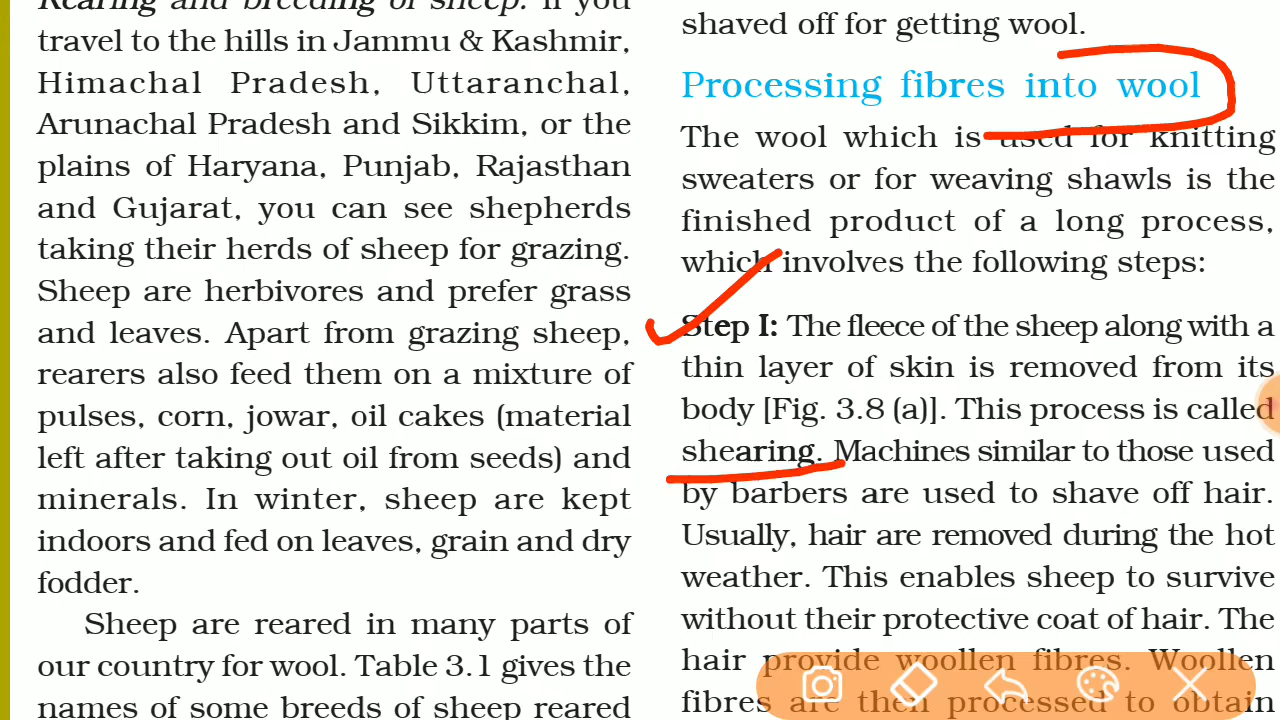 Rearing and breeding of sheep: If you
travel to the hills in Jammu & Kashmir,
Himachal Pradesh, Uttaranchal,
Arunachal Pradesh and Sikkim, or the
plains of Haryana, Punjab, Rajasthan
and Gujarat, you can see shepherds
taking their herds of sheep for grazing.
Sheep are herbivores and prefer grass
and leaves. Apart from grazing sheep,
rearers also feed them on a mixture of
pulses, corn, jowar, oil cakes (material
left after taking out oil from seeds) and
minerals. In winter, sheep are kept
indoors and fed on leaves, grain and dry
fodder.
Sheep are reared in many parts of
our country for wool. Table 3.1 gives the
names of some breeds of sheep reared
shaved off for getting wool.
Processing fibres into wool
The wool which is used for knitting
sweaters or for weaving shawls is the
finished product of a long process,
which involves the following steps:
Step I: The fleece of the sheep along with a
thin layer of skin is removed from its
body [Fig. 3.8 (a)]. This process is called
shearing. Machines similar to those used
by barbers are used to shave off hair.
Usually, hair are removed during the hot
weather. This enables sheep to survive
without their protective coat of hair. The
hair provide woollen fibres. Woollen
fibres are then processed to obtain